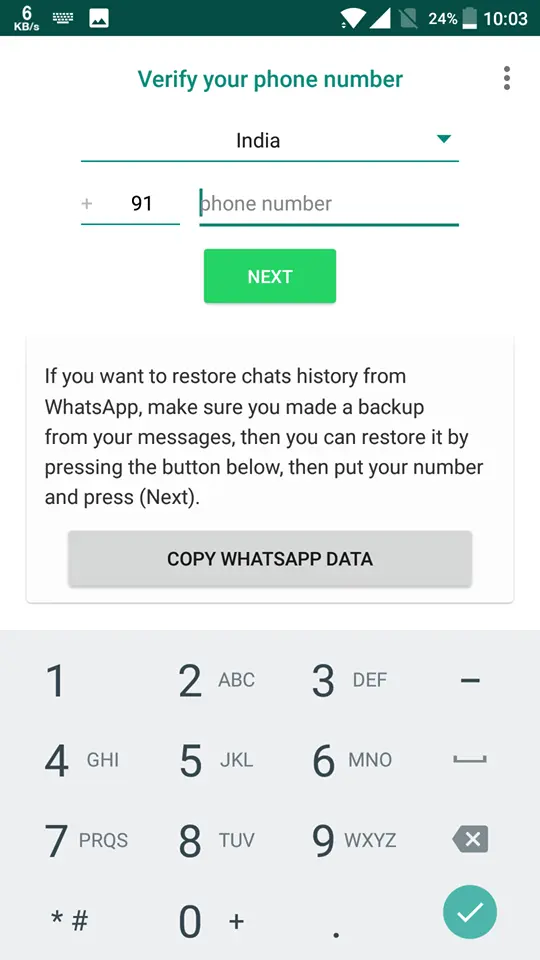 6 KB/s 24% 10:03
Verify your phone number
India
+ 91 phone number
NEXT
If you want to restore chats history from
WhatsApp, make sure you made a backup
from your messages, then you can restore it by
pressing the button below, then put your number
and press (Next).
COPY WHATSAPP DATA
1 2 ABC 3 DEF –
4 GHI 5 JKL 6 MNO
7 PRQS 8 TUV 9 WXYZ
* # 0 + .